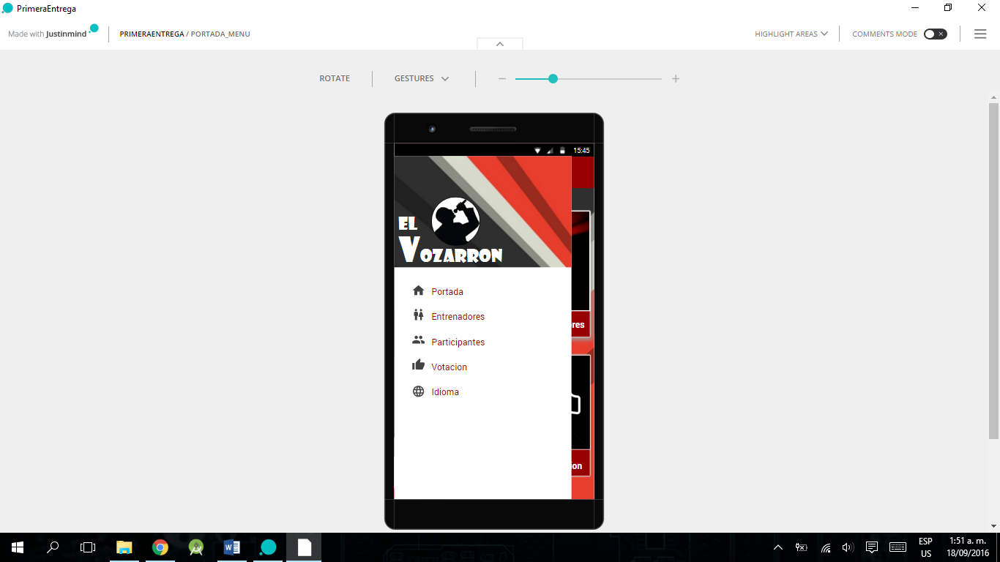 PrimeraEntrega
Made with Justinmind
PRIMERAENTREGA / PORTADA_MENU
HIGHLIGHT AREAS
COMMENTS MODE
ROTATE
GESTURES
15:45
EL
VOZARRON
Portada
Entrenadores
Participantes
Votacion
Idioma
res
ion
ESP
US
1:51 a. m.
18/09/2016